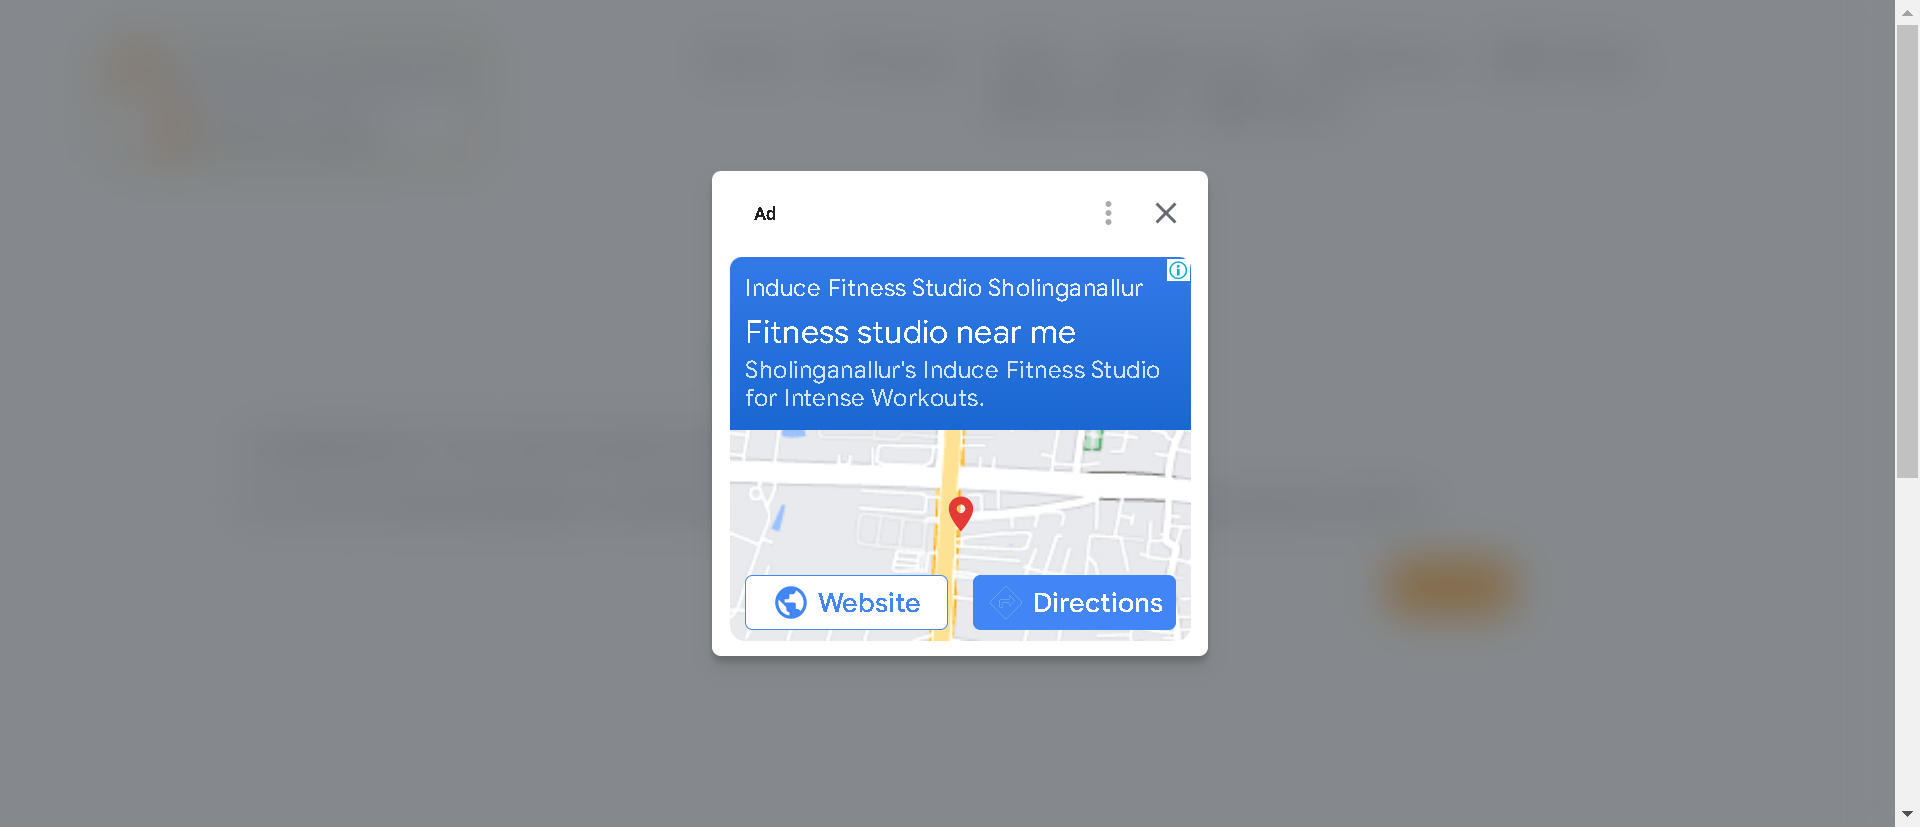 Ad
Induce Fitness Studio Sholinganallur
Fitness studio near me
Sholinganallur's Induce Fitness Studio
for Intense Workouts.
Website
Directions